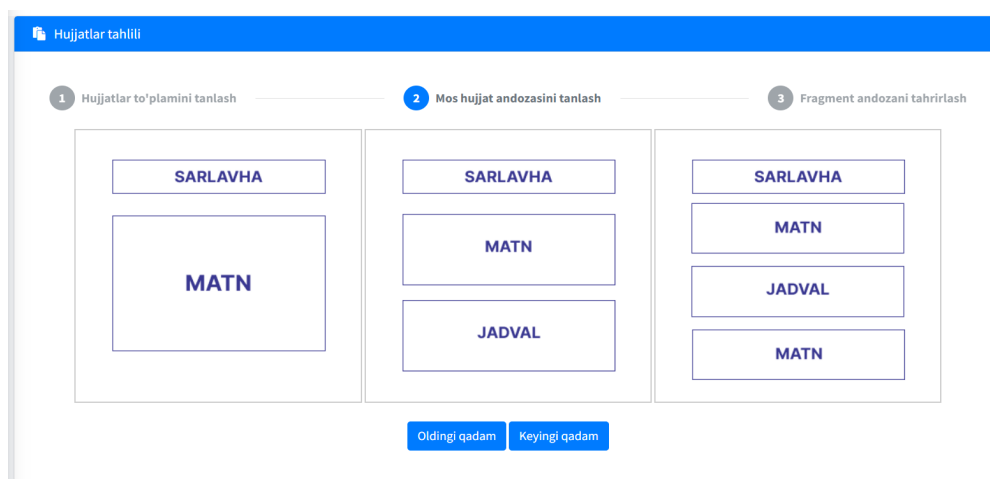 Hujjatlar tahlili
1 Hujjatlar to'plamini tanlash
2 Mos hujjat andozasini tanlash
3 Fragment andozani tahrirlash
SARLAVHA
MATN
SARLAVHA
MATN
JADVAL
SARLAVHA
MATN
JADVAL
MATN
Oldingi qadam
Keyingi qadam